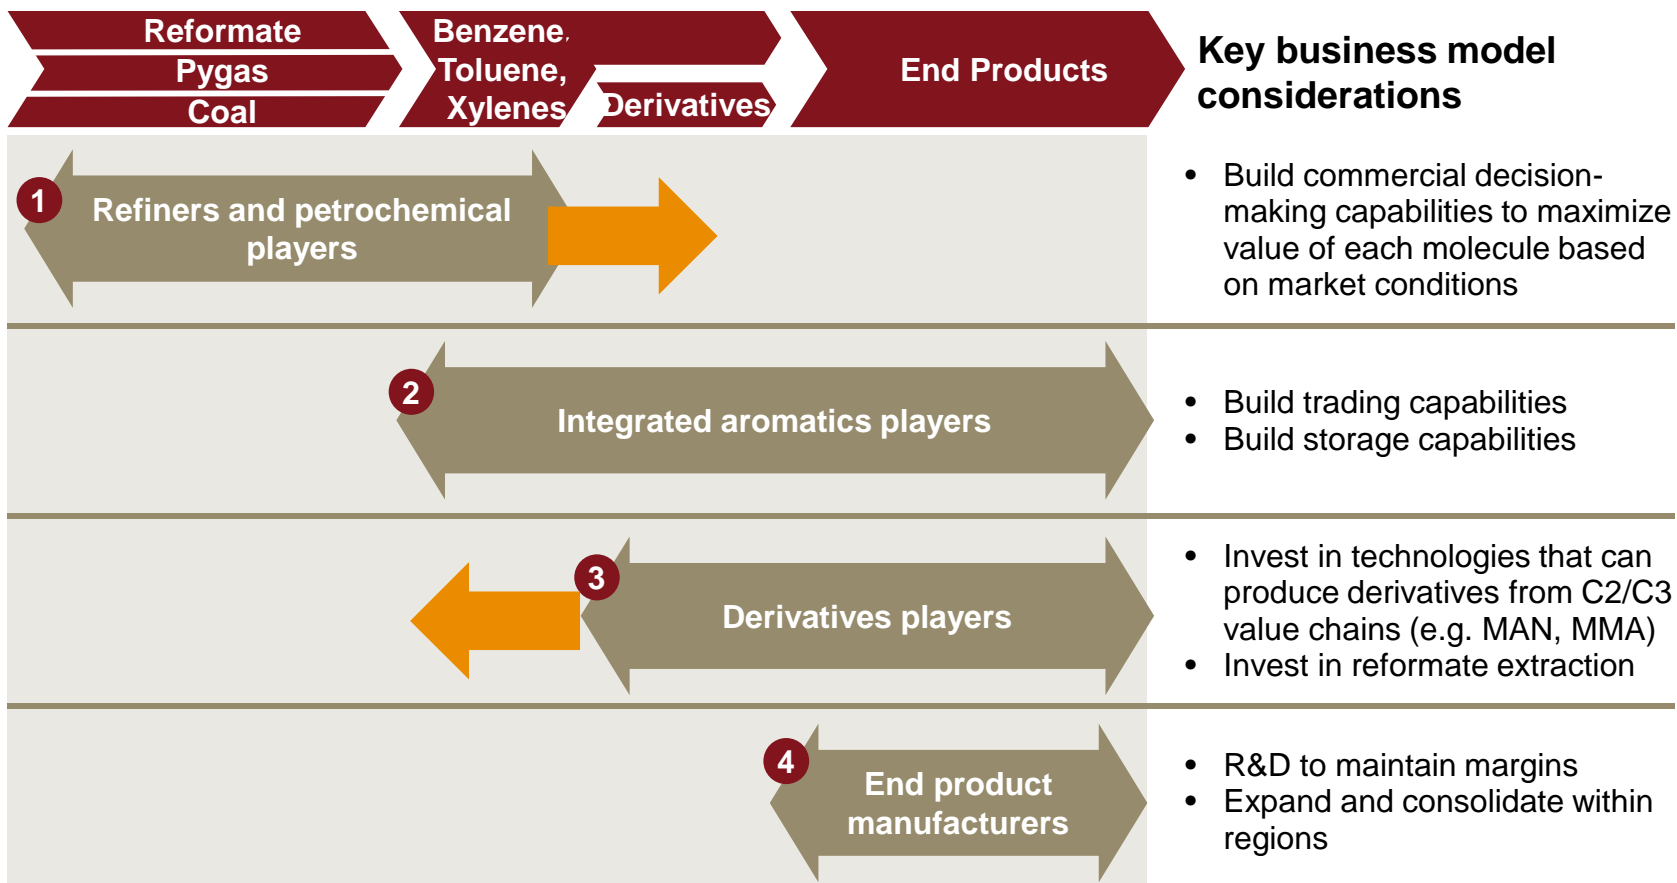 Reformate
Pygas
Coal
Benzene,
Toluene,
Xylenes
Derivatives
End Products
Key business model
considerations
1
Refiners and petrochemical
players
• Build commercial decision-
making capabilities to maximize
value of each molecule based
on market conditions
2
Integrated aromatics players
• Build trading capabilities
• Build storage capabilities
3
Derivatives players
• Invest in technologies that can
produce derivatives from C2/C3
value chains (e.g. MAN, MMA)
• Invest in reformate extraction
4
End product
manufacturers
• R&D to maintain margins
• Expand and consolidate within
regions